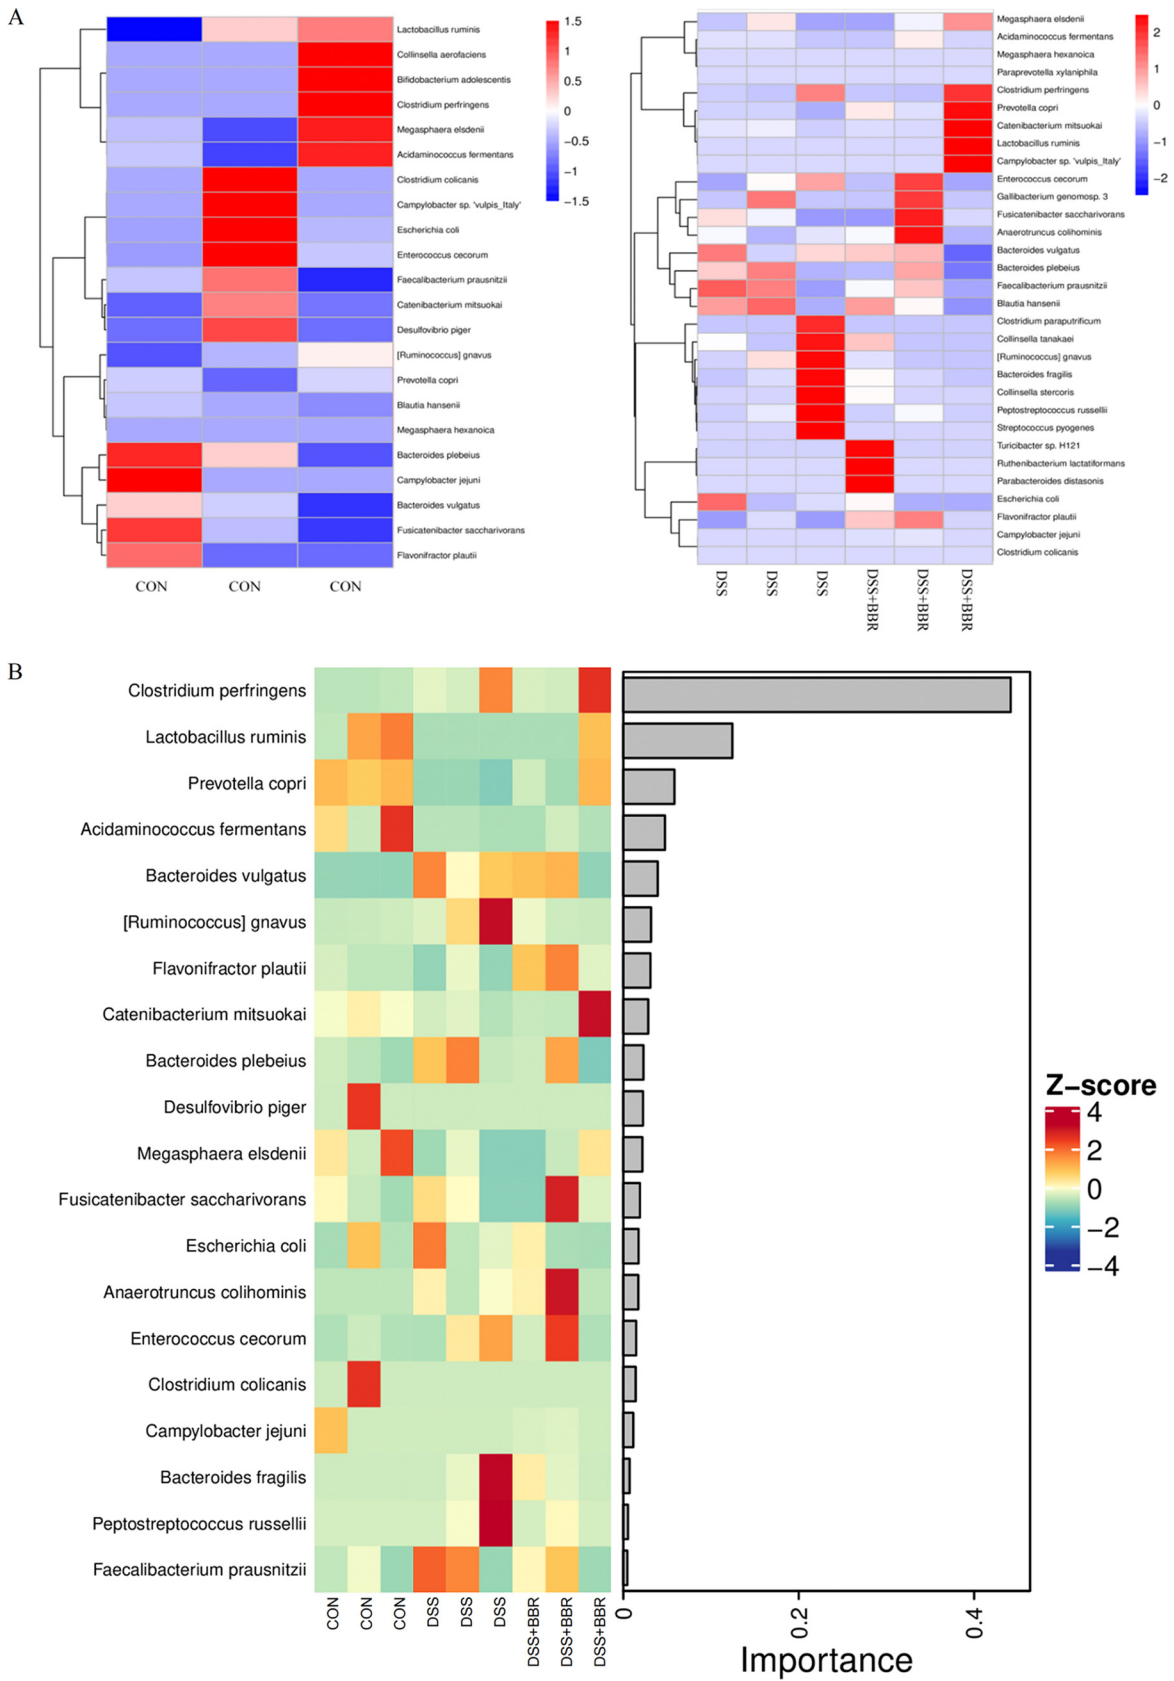 A
Lactobacillus ruminis
Collinsella aerofaciens
Bifidobacterium adolescentis
Clostridium perfringens
Megasphaera elsdenii
Acidaminococcus fermentans
Clostridium colicanis
Campylobacter sp. 'vulpis_Italy'
Escherichia coli
Enterococcus cecorum
Faecalibacterium prausnitzii
Catenibacterium mitsuokai
Desulfovibrio piger
[Ruminococcus] gnavus
Prevotella copri
Blautia hansenii
Megasphaera hexanoica
Bacteroides plebeius
Campylobacter jejuni
Bacteroides vulgatus
Fusicatenibacter saccharivorans
Flavonifractor plautii
CON
CON
CON
1.5
1
0.5
0
−0.5
−1
−1.5
Megasphaera elsdenii
Acidaminococcus fermentans
Megasphaera hexanoica
Paraprevotella xylaniphila
Clostridium perfringens
Prevotella copri
Catenibacterium mitsuokai
Lactobacillus ruminis
Campylobacter sp. 'vulpis_Italy'
Enterococcus cecorum
Gallibacterium genomosp. 3
Fusicatenibacter saccharivorans
Anaerotruncus colihominis
Bacteroides vulgatus
Bacteroides plebeius
Faecalibacterium prausnitzii
Blautia hansenii
Clostridium paraputrificum
Collinsella tanakaei
[Ruminococcus] gnavus
Bacteroides fragilis
Collinsella stercoris
Peptostreptococcus russellii
Streptococcus pyogenes
Turicibacter sp. H121
Ruthenibacterium lactatiformans
Parabacteroides distasonis
Escherichia coli
Flavonifractor plautii
Campylobacter jejuni
Clostridium colicanis
DSS
DSS
DSS
DSS+BBR
DSS+BBR
DSS+BBR
2
1
0
−1
−2
B
Clostridium perfringens
Lactobacillus ruminis
Prevotella copri
Acidaminococcus fermentans
Bacteroides vulgatus
[Ruminococcus] gnavus
Flavonifractor plautii
Catenibacterium mitsuokai
Bacteroides plebeius
Desulfovibrio piger
Megasphaera elsdenii
Fusicatenibacter saccharivorans
Escherichia coli
Anaerotruncus colihominis
Enterococcus cecorum
Clostridium colicanis
Campylobacter jejuni
Bacteroides fragilis
Peptostreptococcus russellii
Faecalibacterium prausnitzii
CON
CON
CON
DSS
DSS
DSS
DSS+BBR
DSS+BBR
DSS+BBR
0
0.2
0.4
Importance
Z−score
4
2
0
−2
−4